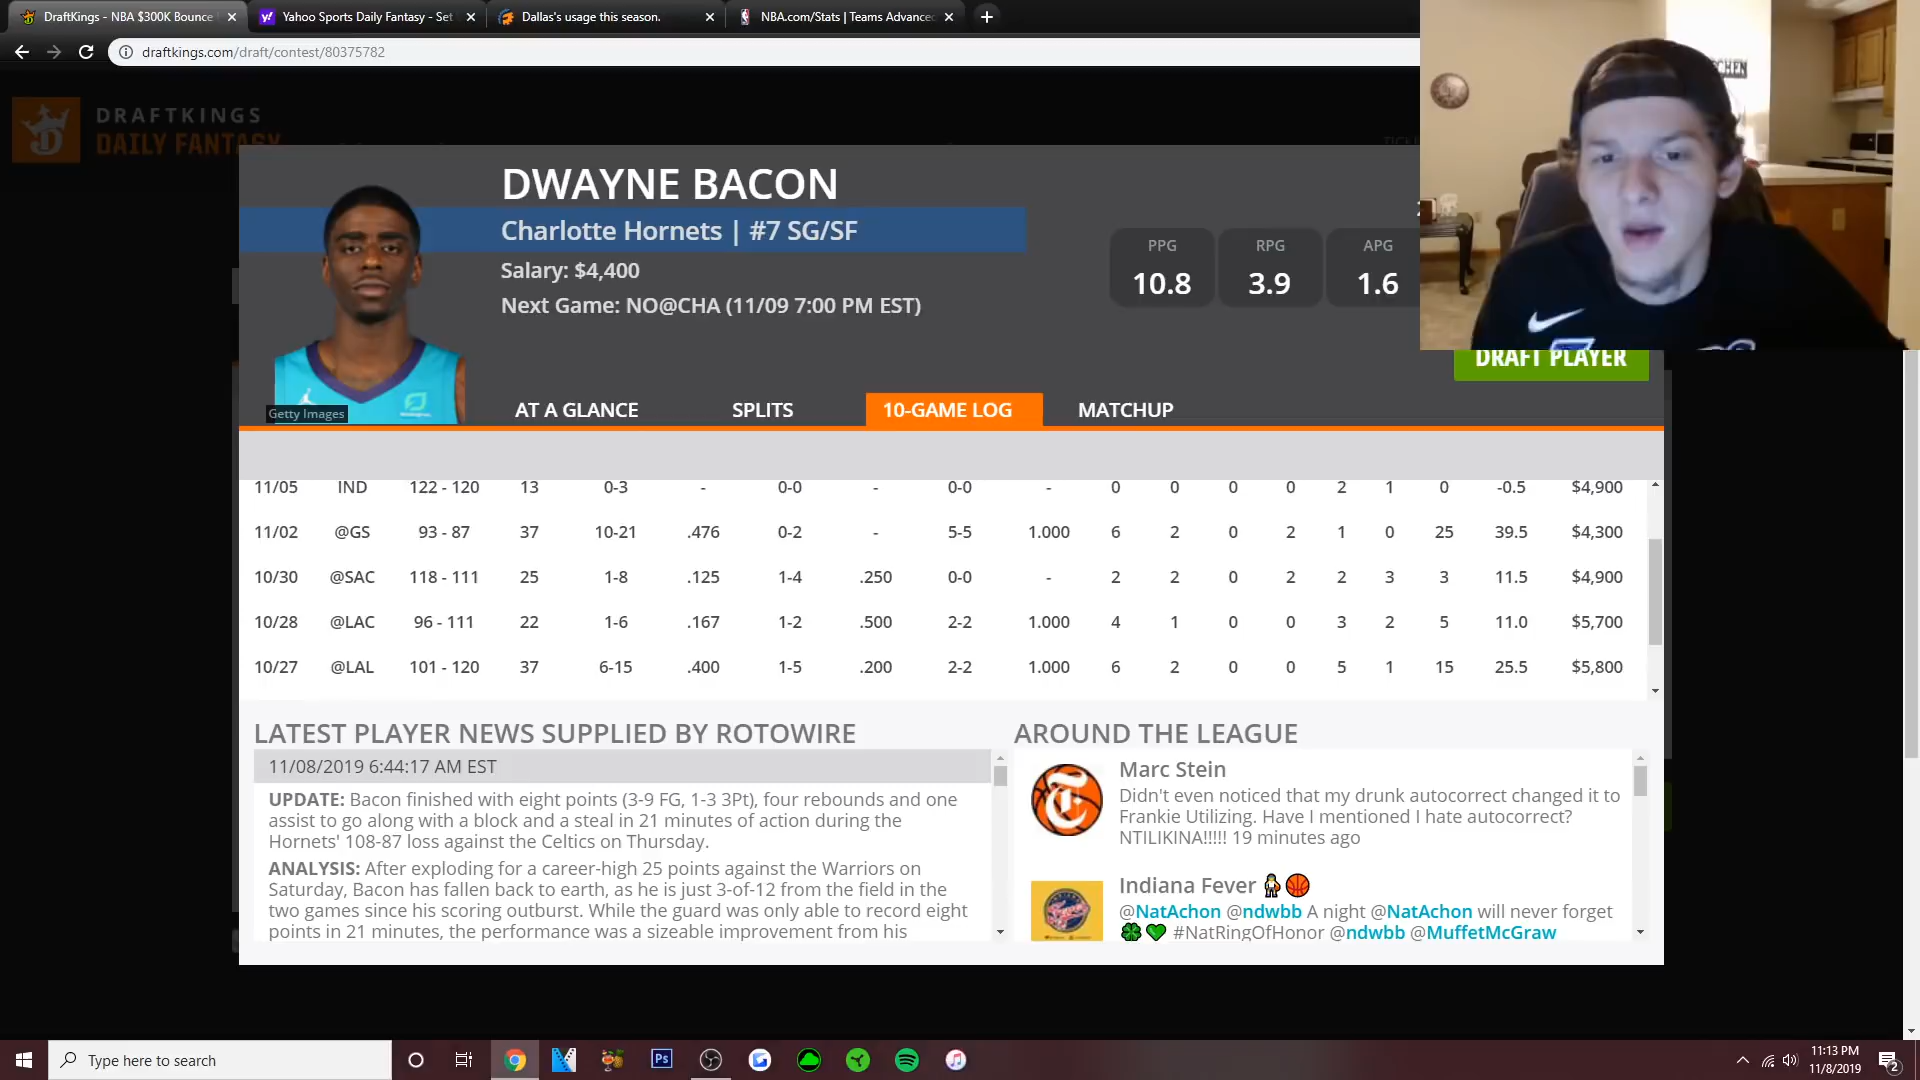 DraftKings - NBA $300K Bounce
Yahoo Sports Daily Fantasy - Set
Dallas's usage this season.
NBA.com/Stats | Teams Advanced
draftkings.com/draft/contest/80375782
DRAFTKINGS
DAILY FANTASY
KITCHEN
DWAYNE BACON
Charlotte Hornets | #7 SG/SF
Salary: $4,400
Next Game: NO@CHA (11/09 7:00 PM EST)
PPG RPG APG
10.8 3.9 1.6
DRAFT PLAYER
Getty Images
AT A GLANCE SPLITS 10-GAME LOG MATCHUP
11/05 IND 122 - 120 13 0-3 - 0-0 - 0-0 - 0 0 0 0 2 1 0 -0.5 $4,900
11/02 @GS 93 - 87 37 10-21 .476 0-2 - 5-5 1.000 6 2 0 2 1 0 25 39.5 $4,300
10/30 @SAC 118 - 111 25 1-8 .125 1-4 .250 0-0 - 2 2 0 2 2 3 3 11.5 $4,900
10/28 @LAC 96 - 111 22 1-6 .167 1-2 .500 2-2 1.000 4 1 0 0 3 2 5 11.0 $5,700
10/27 @LAL 101 - 120 37 6-15 .400 1-5 .200 2-2 1.000 6 2 0 0 5 1 15 25.5 $5,800
LATEST PLAYER NEWS SUPPLIED BY ROTOWIRE
11/08/2019 6:44:17 AM EST
UPDATE: Bacon finished with eight points (3-9 FG, 1-3 3Pt), four rebounds and one
assist to go along with a block and a steal in 21 minutes of action during the
Hornets' 108-87 loss against the Celtics on Thursday.
ANALYSIS: After exploding for a career-high 25 points against the Warriors on
Saturday, Bacon has fallen back to earth, as he is just 3-of-12 from the field in the
two games since his scoring outburst. While the guard was only able to record eight
points in 21 minutes, the performance was a sizeable improvement from his
AROUND THE LEAGUE
Marc Stein
Didn't even noticed that my drunk autocorrect changed it to
Frankie Utilizing. Have I mentioned I hate autocorrect?
NTILIKINA!!!!! 19 minutes ago
Indiana Fever
@NatAchon @ndwbb A night @NatAchon will never forget
#NatRingOfHonor @ndwbb @MuffetMcGraw
Type here to search
Ps
11:13 PM
11/8/2019
2